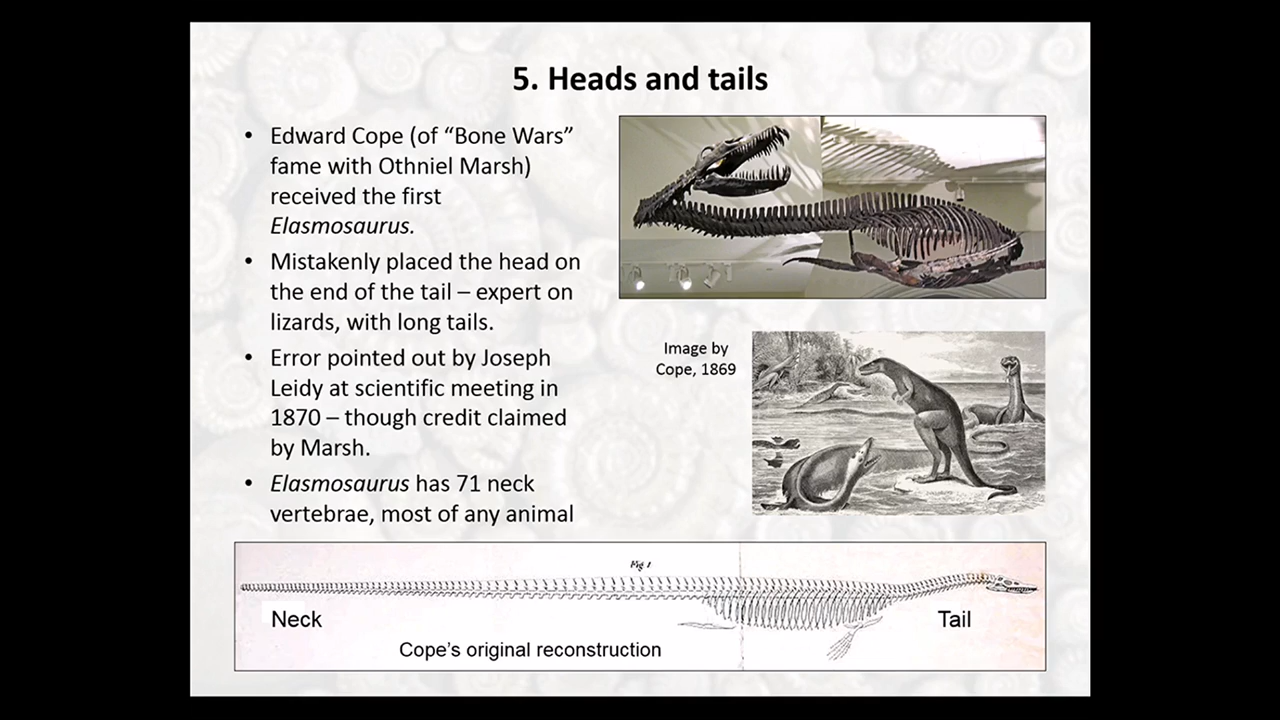 5. Heads and tails
• Edward Cope (of “Bone Wars”
fame with Othniel Marsh)
received the first
Elasmosaurus.
• Mistakenly placed the head on
the end of the tail – expert on
lizards, with long tails.
• Error pointed out by Joseph
Leidy at scientific meeting in
1870 – though credit claimed
by Marsh.
• Elasmosaurus has 71 neck
vertebrae, most of any animal
Image by
Cope, 1869
Fig 1
Neck
Tail
Cope’s original reconstruction